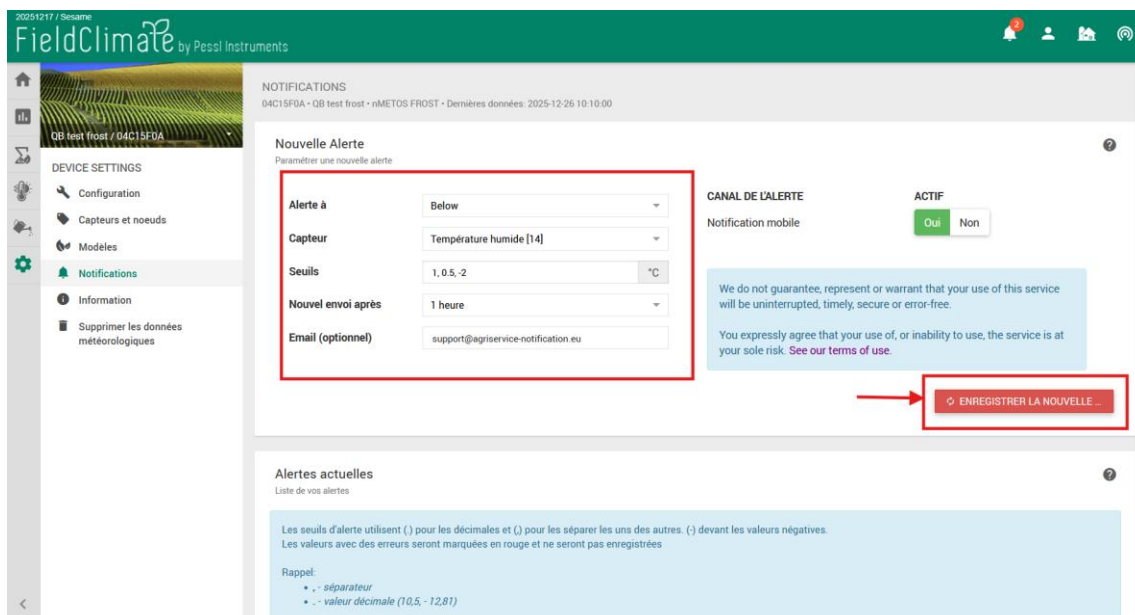 20251217 / Sesame
FieldClimate by Pessl Instruments
2
QB test frost / 04C15F0A
DEVICE SETTINGS
Configuration
Capteurs et noeuds
Modèles
Notifications
Information
Supprimer les données
météorologiques
NOTIFICATIONS
04C15F0A • QB test frost • nMETOS FROST • Dernières données: 2025-12-26 10:10:00
Nouvelle Alerte
Paramétrer une nouvelle alerte
Alerte à
Below
Capteur
Température humide [14]
Seuils
1, 0.5, -2
°C
Nouvel envoi après
1 heure
Email (optionnel)
support@agriservice-notification.eu
CANAL DE L'ALERTE
ACTIF
Notification mobile
Oui
Non
We do not guarantee, represent or warrant that your use of this service
will be uninterrupted, timely, secure or error-free.
You expressly agree that your use of, or inability to use, the service is at
your sole risk. See our terms of use.
ENREGISTRER LA NOUVELLE ...
Alertes actuelles
Liste de vos alertes
Les seuils d'alerte utilisent (.) pour les décimales et (,) pour les séparer les uns des autres. (-) devant les valeurs négatives.
Les valeurs avec des erreurs seront marquées en rouge et ne seront pas enregistrées
Rappel:
• , - séparateur
• . - valeur décimale (10,5, - 12,81)